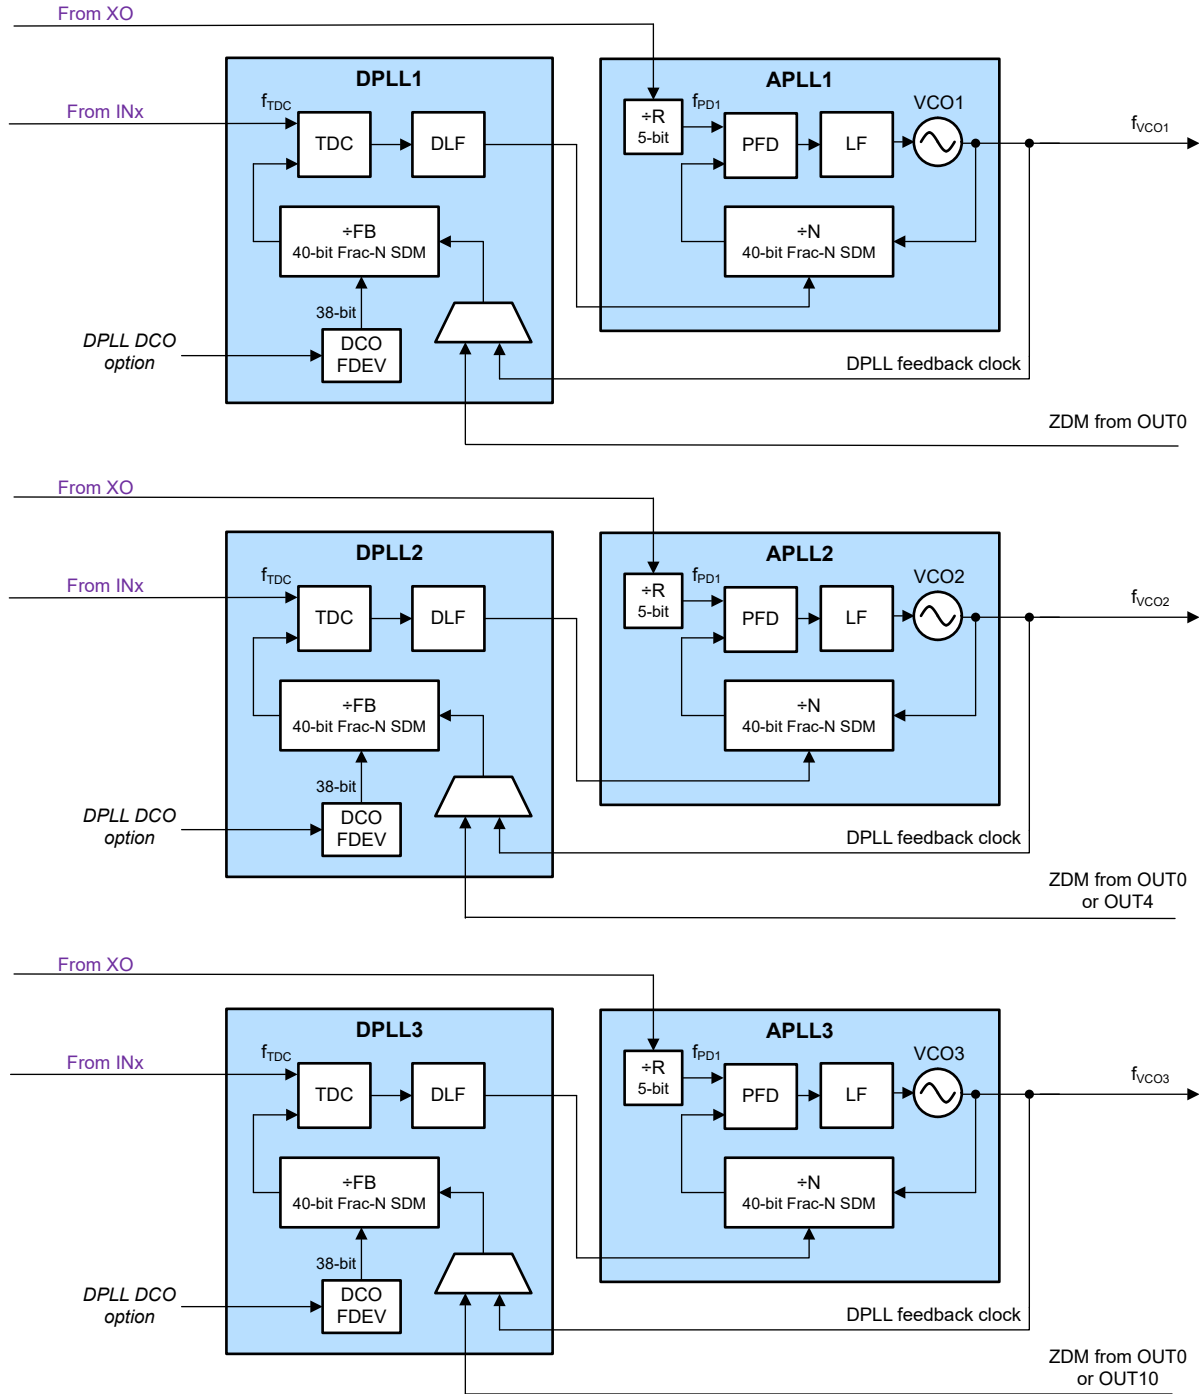 From XO
DPLL1
APLL1
From INx
fTDC
TDC
DLF
÷R
5-bit
fPD1
PFD
LF
VCO1
fVCO1
÷FB
40-bit Frac-N SDM
÷N
40-bit Frac-N SDM
38-bit
DPLL DCO
option
DCO
FDEV
DPLL feedback clock
ZDM from OUT0
From XO
DPLL2
APLL2
From INx
fTDC
TDC
DLF
÷R
5-bit
fPD1
PFD
LF
VCO2
fVCO2
÷FB
40-bit Frac-N SDM
÷N
40-bit Frac-N SDM
38-bit
DPLL DCO
option
DCO
FDEV
DPLL feedback clock
ZDM from OUT0
or OUT4
From XO
DPLL3
APLL3
From INx
fTDC
TDC
DLF
÷R
5-bit
fPD1
PFD
LF
VCO3
fVCO3
÷FB
40-bit Frac-N SDM
÷N
40-bit Frac-N SDM
38-bit
DPLL DCO
option
DCO
FDEV
DPLL feedback clock
ZDM from OUT0
or OUT10